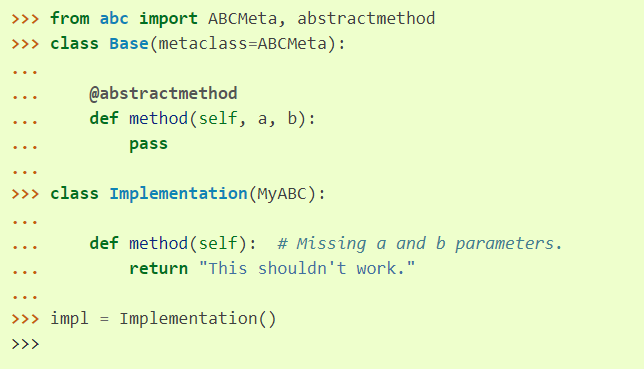 >>> from abc import ABCMeta, abstractmethod
>>> class Base(metaclass=ABCMeta):
...
...     @abstractmethod
...     def method(self, a, b):
...         pass
...
>>> class Implementation(MyABC):
...
...     def method(self):  # Missing a and b parameters.
...         return "This shouldn't work."
...
>>> impl = Implementation()
>>>